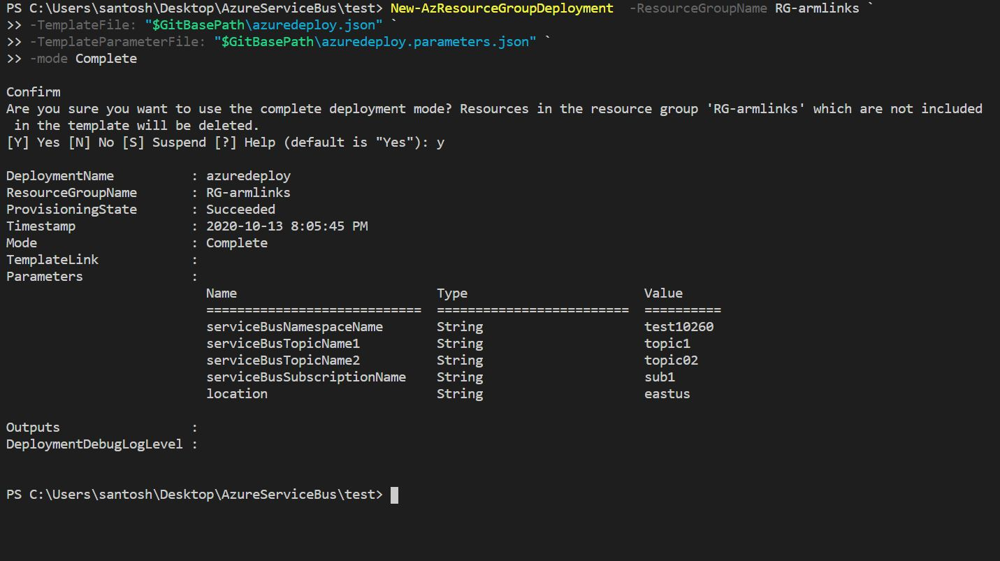 PS C:\Users\santosh\Desktop\AzureServiceBus\test> New-AzResourceGroupDeployment  -ResourceGroupName RG-armlinks `
>> -TemplateFile: "$GitBasePath\azuredeploy.json" `
>> -TemplateParameterFile: "$GitBasePath\azuredeploy.parameters.json" `
>> -mode Complete
Confirm
Are you sure you want to use the complete deployment mode? Resources in the resource group 'RG-armlinks' which are not included
 in the template will be deleted.
[Y] Yes [N] No [S] Suspend [?] Help (default is "Yes"): y
DeploymentName          : azuredeploy
ResourceGroupName       : RG-armlinks
ProvisioningState       : Succeeded
Timestamp               : 2020-10-13 8:05:45 PM
Mode                    : Complete
TemplateLink            :
Parameters              :
Name                          Type                       Value
============================  =========================  ==========
serviceBusNamespaceName       String                     test10260
serviceBusTopicName1          String                     topic1
serviceBusTopicName2          String                     topic02
serviceBusSubscriptionName    String                     sub1
location                      String                     eastus
Outputs                 :
DeploymentDebugLogLevel :
PS C:\Users\santosh\Desktop\AzureServiceBus\test>